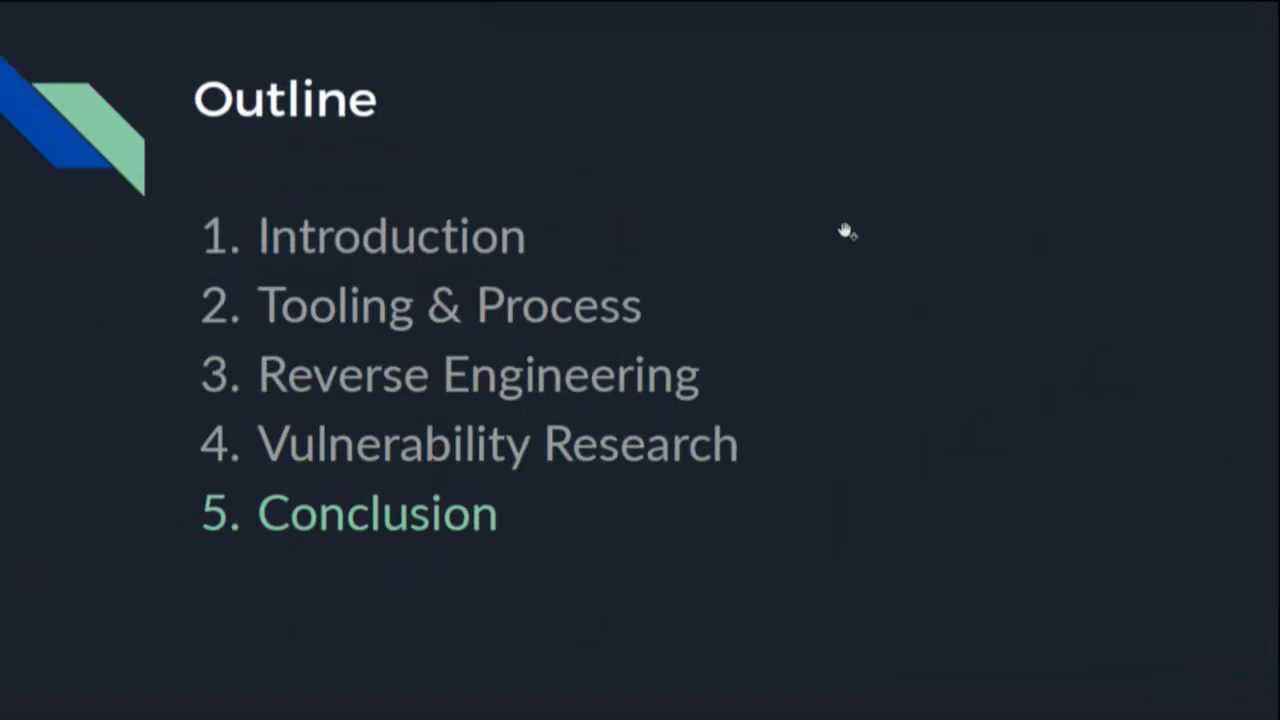 Outline
1. Introduction
2. Tooling & Process
3. Reverse Engineering
4. Vulnerability Research
5. Conclusion